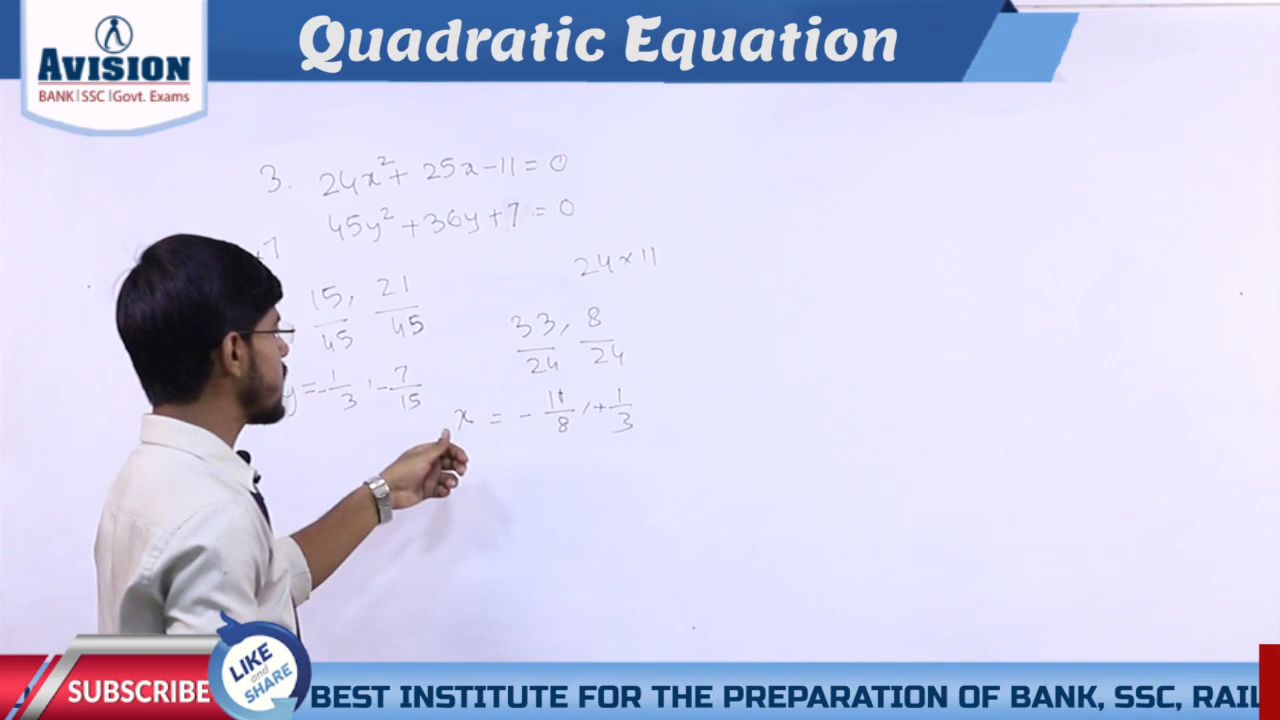 Quadratic Equation
AVISION
BANK | SSC | Govt. Exams
3. 24x² + 25x - 11 = 0
45y² + 36y + 7 = 0
×7
24 × 11
15/45, 21/45
33/24, 8/24
y = -1/3, -7/15
x = -11/8, +1/3
LIKE
and
SHARE
SUBSCRIBE
BEST INSTITUTE FOR THE PREPARATION OF BANK, SSC, RAIL